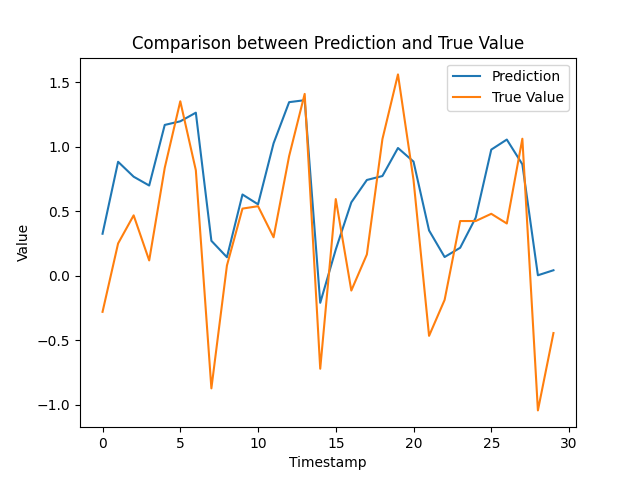 Comparison between Prediction and True Value
Prediction
True Value
1.5
1.0
0.5
0.0
−0.5
−1.0
Value
0 5 10 15 20 25 30
Timestamp